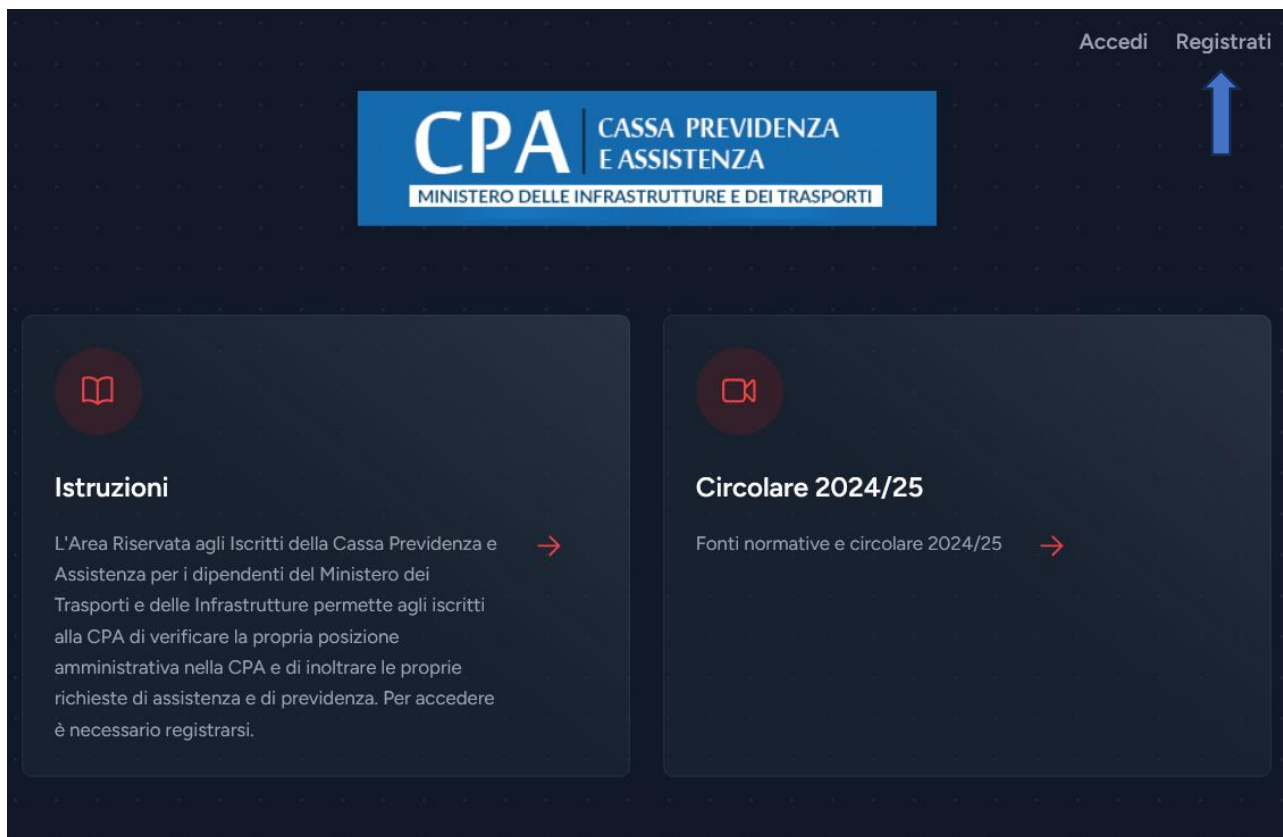 Accedi Registrati
CPA
CASSA PREVIDENZA
E ASSISTENZA
MINISTERO DELLE INFRASTRUTTURE E DEI TRASPORTI
Istruzioni
L'Area Riservata agli Iscritti della Cassa Previdenza e
Assistenza per i dipendenti del Ministero dei
Trasporti e delle Infrastrutture permette agli iscritti
alla CPA di verificare la propria posizione
amministrativa nella CPA e di inoltrare le proprie
richieste di assistenza e di previdenza. Per accedere
è necessario registrarsi.
Circolare 2024/25
Fonti normative e circolare 2024/25